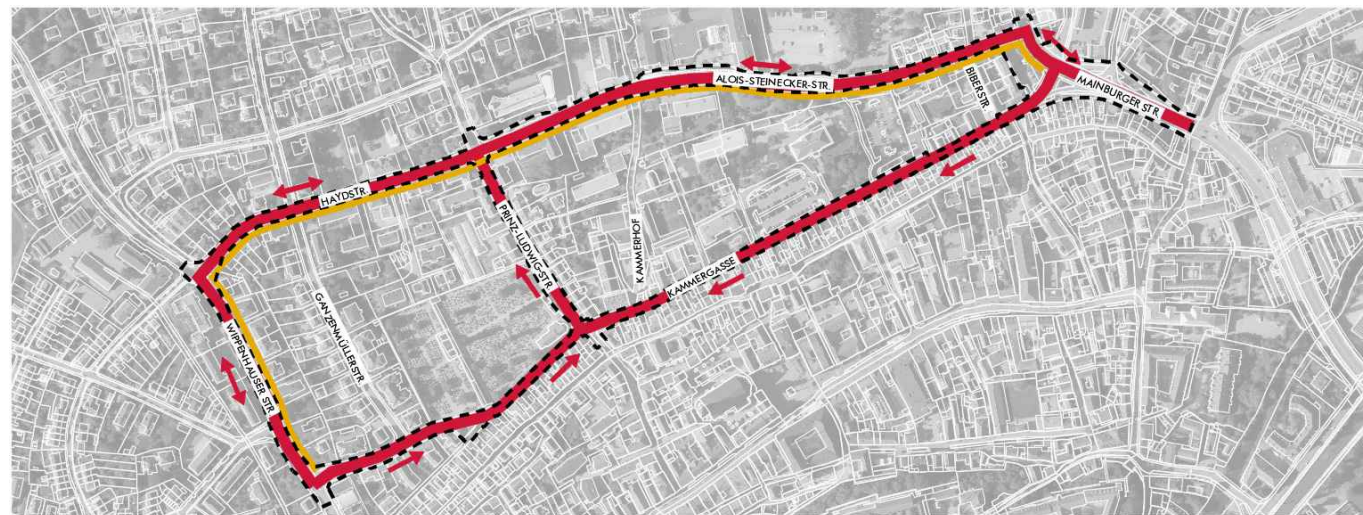 ALOIS-STEINECKER-STR.
MAINBURGER STR.
BIBERSTR.
HAYDSTR.
PRINZ-LUDWIG-STR.
KAMMERHOF
KAMMERGASSE
GANZENMÜLLERSTR.
WIPPENHAUSER STR.